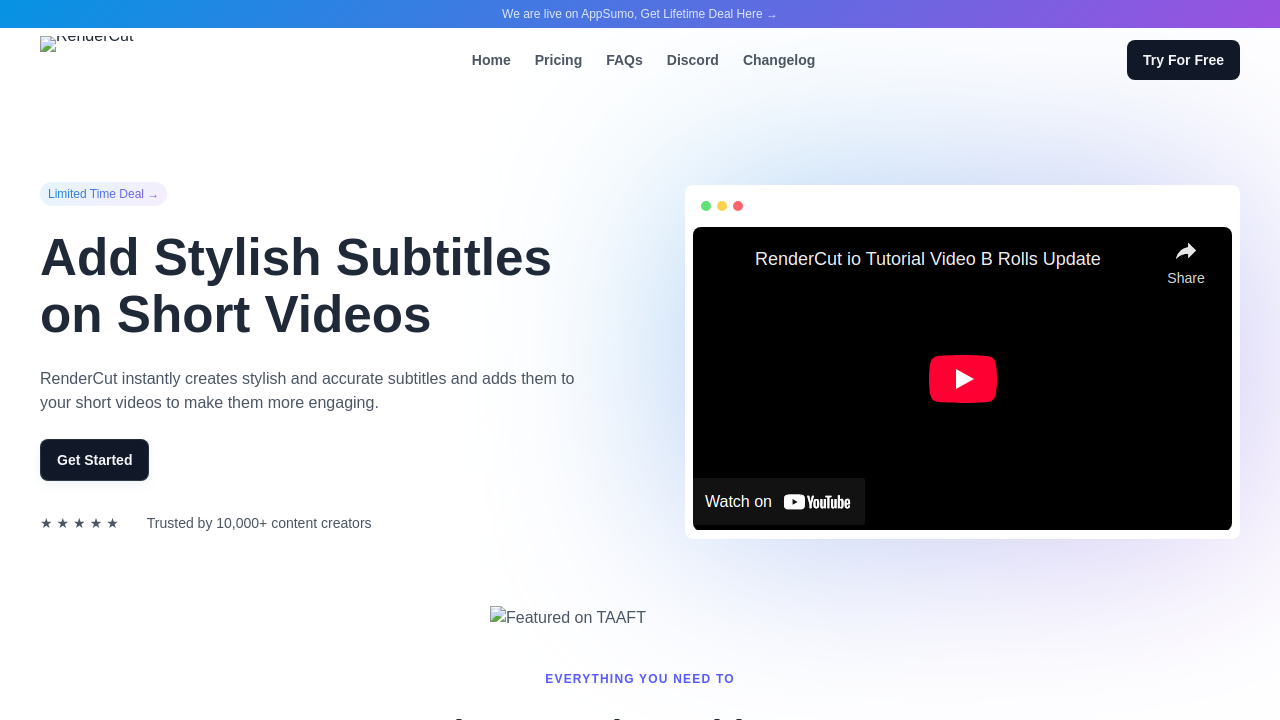 We are live on AppSumo, Get Lifetime Deal Here →
RenderCut
Home
Pricing
FAQs
Discord
Changelog
Try For Free
Limited Time Deal →
Add Stylish Subtitles
on Short Videos
RenderCut instantly creates stylish and accurate subtitles and adds them to
your short videos to make them more engaging.
Get Started
★ ★ ★ ★ ★ Trusted by 10,000+ content creators
RenderCut io Tutorial Video B Rolls Update
Share
Watch on YouTube
Featured on TAAFT
EVERYTHING YOU NEED TO